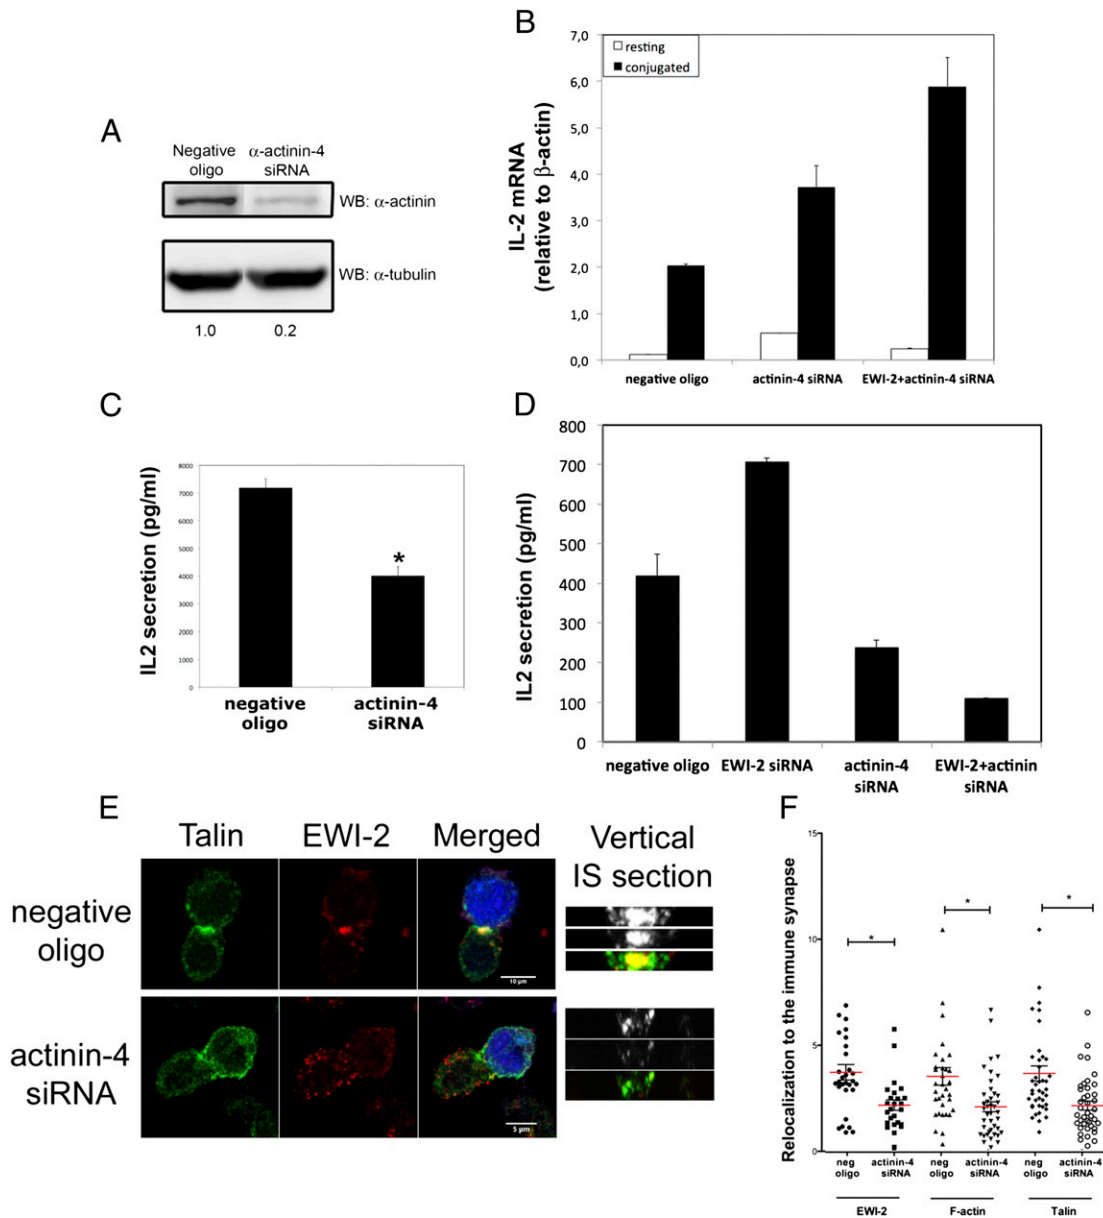 A
Negative α-actinin-4
oligo siRNA
WB: α-actinin
WB: α-tubulin
1.0 0.2
B
IL-2 mRNA
(relative to β-actin)
7,0
6,0
5,0
4,0
3,0
2,0
1,0
0,0
resting
conjugated
negative oligo actinin-4 siRNA EWI-2+actinin-4 siRNA
C
IL2 secretion (pg/ml)
8000
7000
6000
5000
4000
3000
2000
1000
0
*
negative actinin-4
oligo siRNA
D
IL2 secretion (pg/ml)
800
700
600
500
400
300
200
100
0
negative oligo EWI-2 siRNA actinin-4 EWI-2+actinin
siRNA siRNA
E
Talin EWI-2 Merged Vertical
IS section
negative
oligo
10 µm
actinin-4
siRNA
5 µm
F
Relocalization to the immune synapse
15
10
5
0
* * *
neg actinin-4 neg actinin-4 neg actinin-4
oligo siRNA oligo siRNA oligo siRNA
EWI-2 F-actin Talin